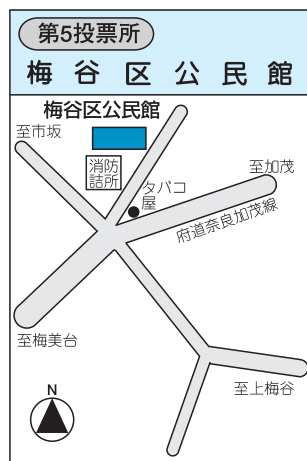 第5投票所
梅谷区公民館
梅谷区公民館
至市坂
消防
詰所
タバコ
屋
至加茂
府道奈良加茂線
至梅美台
至上梅谷
N